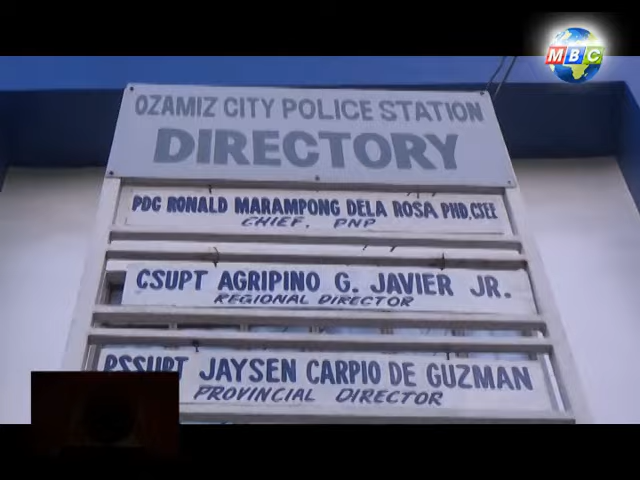 MBC
OZAMIZ CITY POLICE STATION
DIRECTORY
PDG RONALD MARAMPONG DELA ROSA PHD, CSEE
CHIEF, PNP
CSUPT AGRIPINO G. JAVIER JR.
REGIONAL DIRECTOR
PSSUPT JAYSEN CARPIO DE GUZMAN
PROVINCIAL DIRECTOR